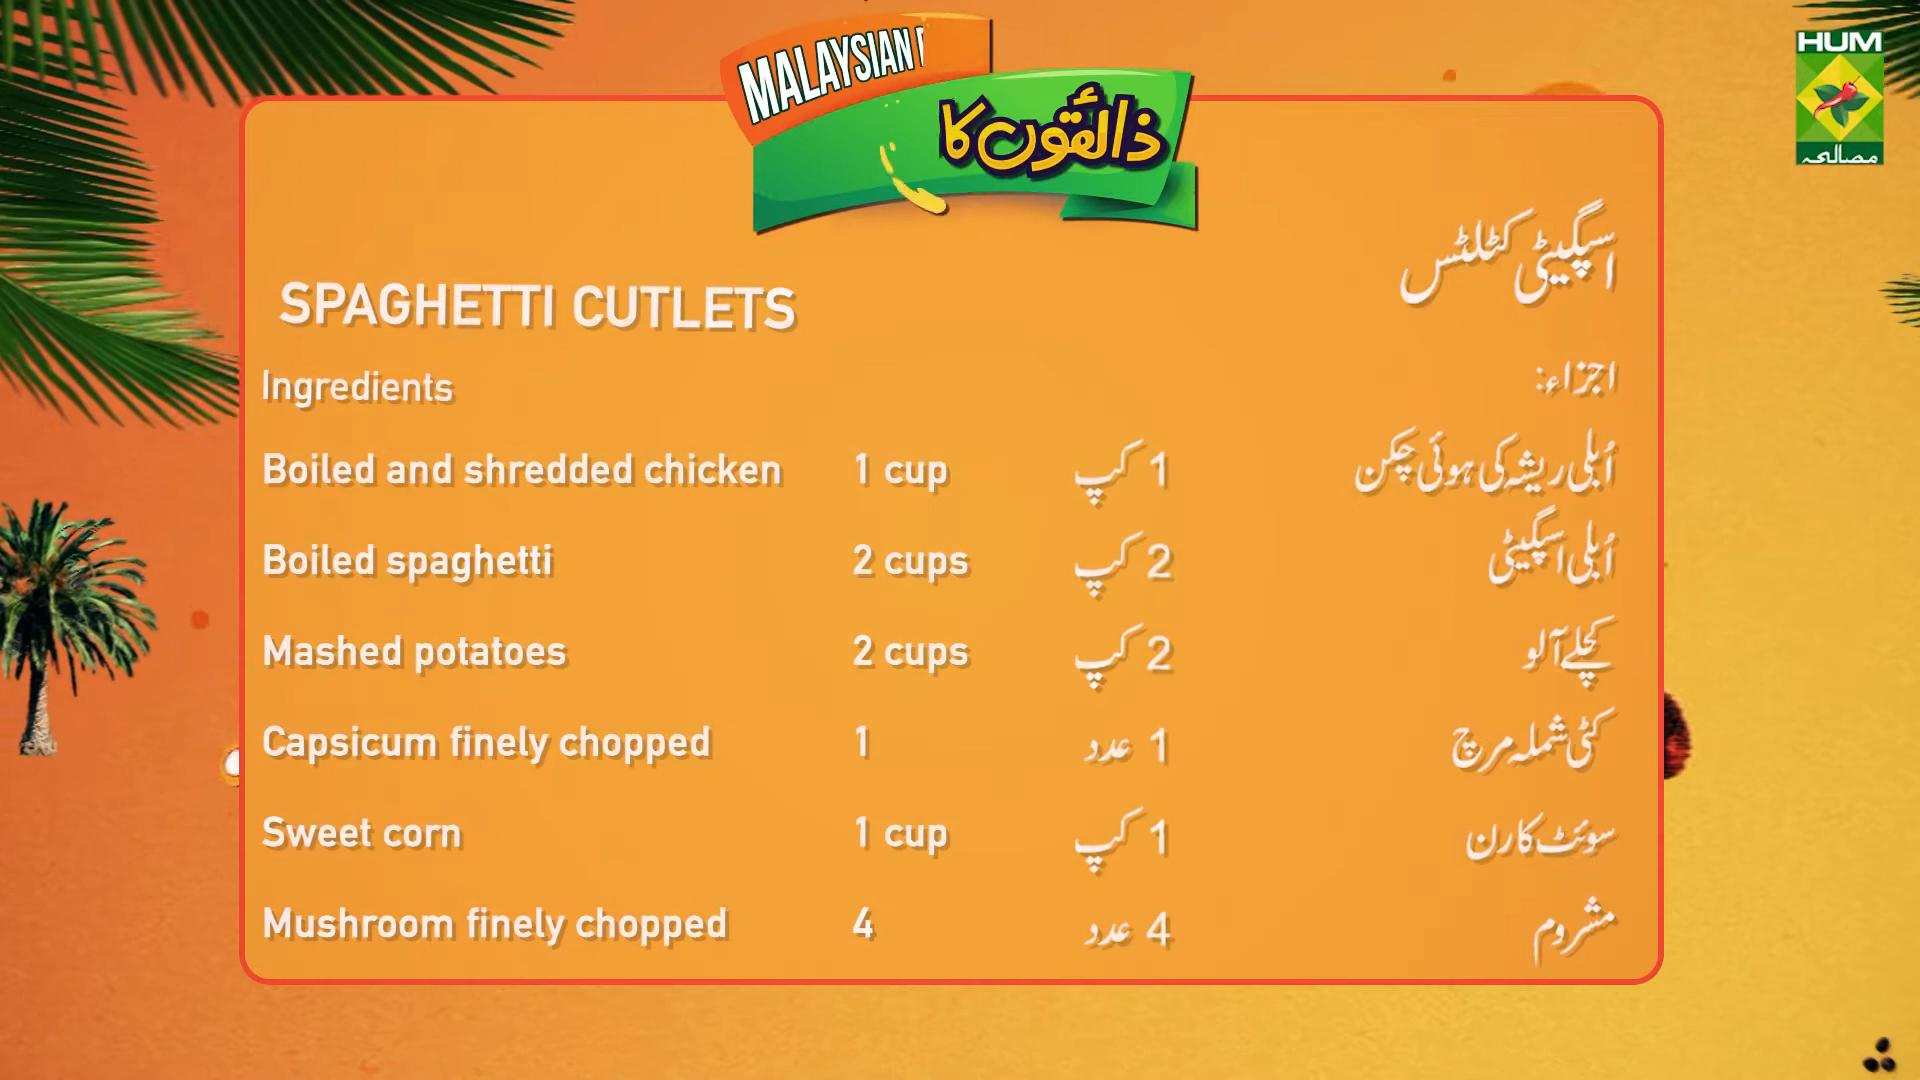 MALAYSIAN
ذائقوں کا
HUM
مصالحہ
SPAGHETTI CUTLETS
اسپگیٹی کٹلٹس
Ingredients
اجزاء:
Boiled and shredded chicken 1 cup 1 کپ اُبلی ریشہ کی ہوئی چکن
Boiled spaghetti 2 cups 2 کپ اُبلی اسپگیٹی
Mashed potatoes 2 cups 2 کپ کچلے آلو
Capsicum finely chopped 1 1 عدد کٹی شملہ مرچ
Sweet corn 1 cup 1 کپ سوئٹ کارن
Mushroom finely chopped 4 4 عدد مشروم